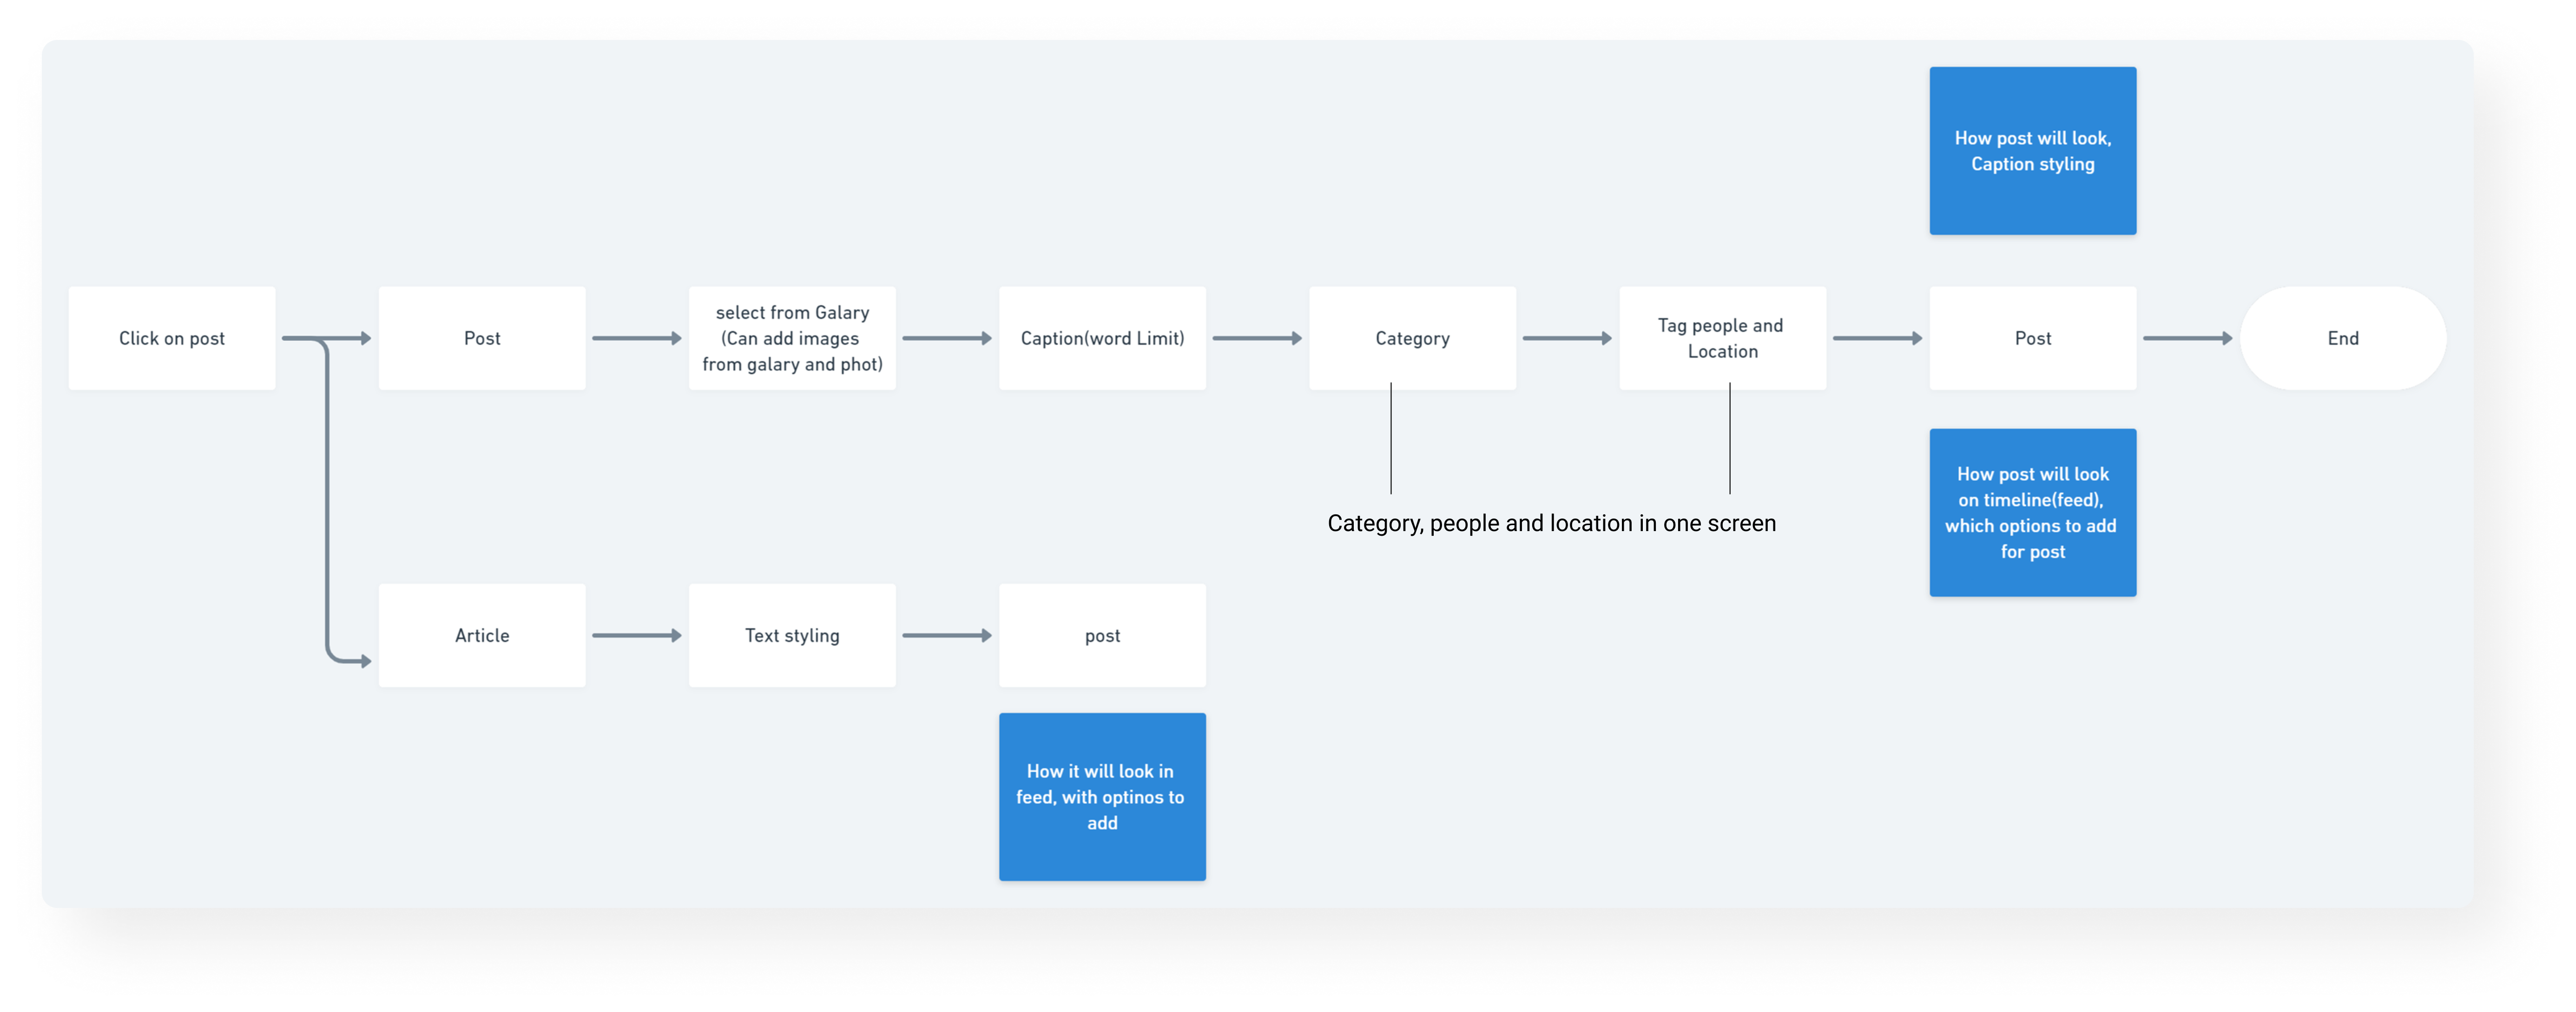 How post will look,
Caption styling
Click on post
Post
select from Galary
(Can add images
from galary and phot)
Caption(word Limit)
Category
Tag people and
Location
Post
End
Category, people and location in one screen
How post will look
on timeline(feed),
which options to add
for post
Article
Text styling
post
How it will look in
feed, with optinos to
add